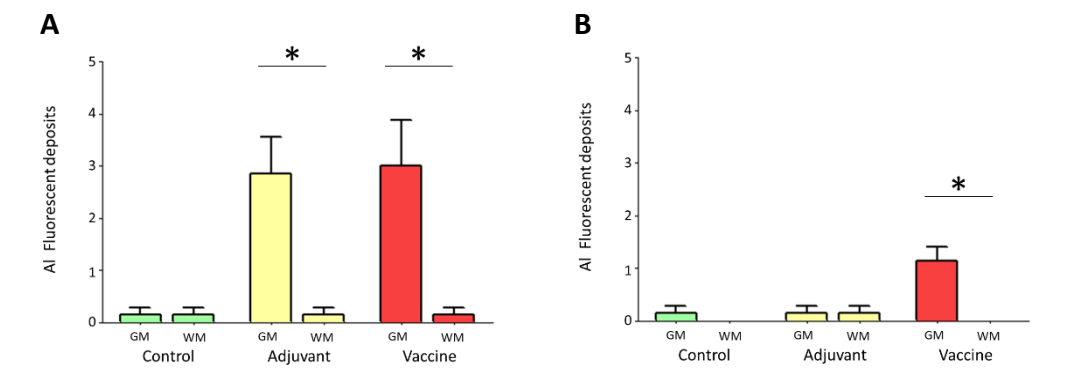 A
*
*
5
4
3
2
1
0
Al Fluorescent deposits
GM WM GM WM GM WM
Control Adjuvant Vaccine
B
*
5
4
3
2
1
0
Al Fluorescent deposits
GM WM GM WM GM WM
Control Adjuvant Vaccine